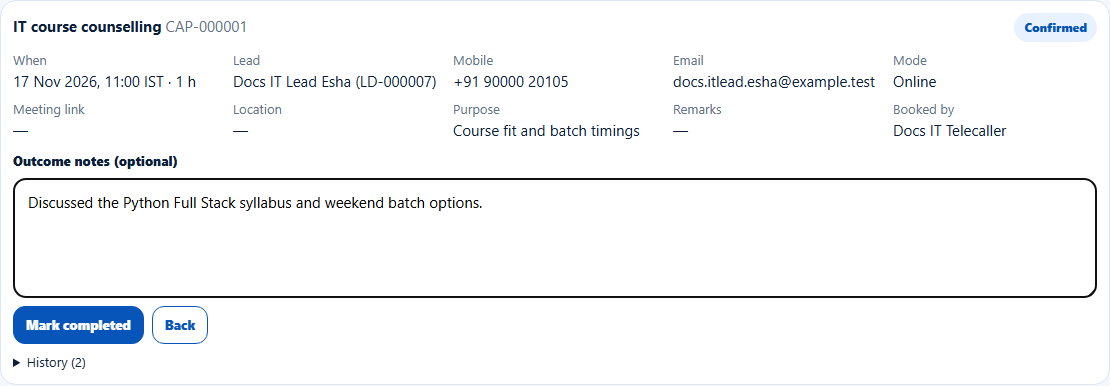 IT course counselling CAP-000001 Confirmed
When Lead Mobile Email Mode
17 Nov 2026, 11:00 IST · 1 h Docs IT Lead Esha (LD-000007) +91 90000 20105 docs.itlead.esha@example.test Online
Meeting link Location Purpose Remarks Booked by
— — Course fit and batch timings — Docs IT Telecaller
Outcome notes (optional)
Discussed the Python Full Stack syllabus and weekend batch options.
Mark completed Back
History (2)